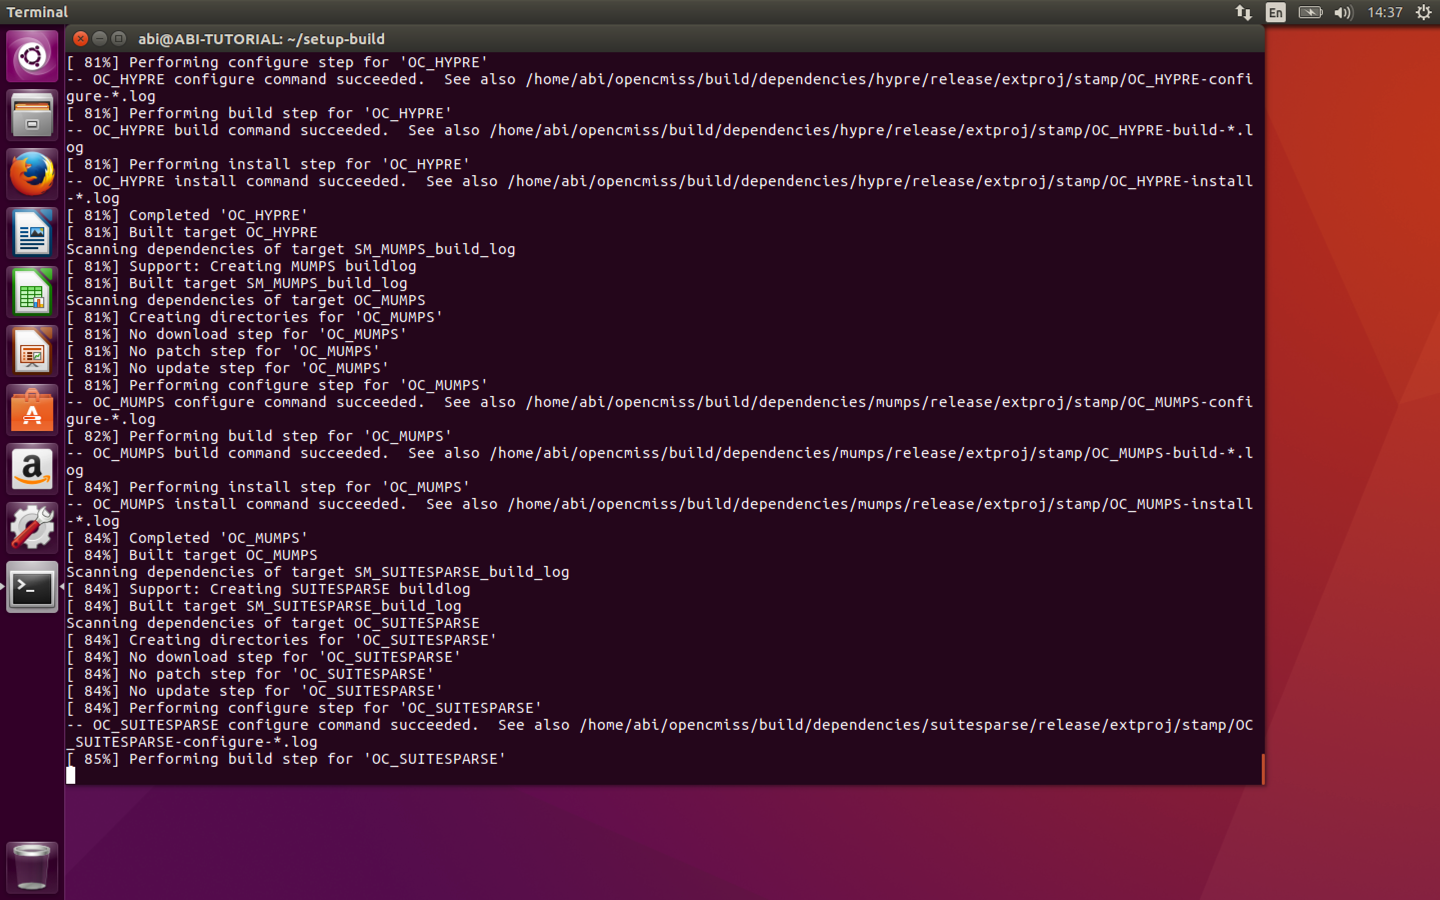 Terminal
En
14:37
abi@ABI-TUTORIAL: ~/setup-build
[ 81%] Performing configure step for 'OC_HYPRE'
-- OC_HYPRE configure command succeeded.  See also /home/abi/opencmiss/build/dependencies/hypre/release/extproj/stamp/OC_HYPRE-confi
gure-*.log
[ 81%] Performing build step for 'OC_HYPRE'
-- OC_HYPRE build command succeeded.  See also /home/abi/opencmiss/build/dependencies/hypre/release/extproj/stamp/OC_HYPRE-build-*.l
og
[ 81%] Performing install step for 'OC_HYPRE'
-- OC_HYPRE install command succeeded.  See also /home/abi/opencmiss/build/dependencies/hypre/release/extproj/stamp/OC_HYPRE-install
-*.log
[ 81%] Completed 'OC_HYPRE'
[ 81%] Built target OC_HYPRE
Scanning dependencies of target SM_MUMPS_build_log
[ 81%] Support: Creating MUMPS buildlog
[ 81%] Built target SM_MUMPS_build_log
Scanning dependencies of target OC_MUMPS
[ 81%] Creating directories for 'OC_MUMPS'
[ 81%] No download step for 'OC_MUMPS'
[ 81%] No patch step for 'OC_MUMPS'
[ 81%] No update step for 'OC_MUMPS'
[ 81%] Performing configure step for 'OC_MUMPS'
-- OC_MUMPS configure command succeeded.  See also /home/abi/opencmiss/build/dependencies/mumps/release/extproj/stamp/OC_MUMPS-confi
gure-*.log
[ 82%] Performing build step for 'OC_MUMPS'
-- OC_MUMPS build command succeeded.  See also /home/abi/opencmiss/build/dependencies/mumps/release/extproj/stamp/OC_MUMPS-build-*.l
og
[ 84%] Performing install step for 'OC_MUMPS'
-- OC_MUMPS install command succeeded.  See also /home/abi/opencmiss/build/dependencies/mumps/release/extproj/stamp/OC_MUMPS-install
-*.log
[ 84%] Completed 'OC_MUMPS'
[ 84%] Built target OC_MUMPS
Scanning dependencies of target SM_SUITESPARSE_build_log
[ 84%] Support: Creating SUITESPARSE buildlog
[ 84%] Built target SM_SUITESPARSE_build_log
Scanning dependencies of target OC_SUITESPARSE
[ 84%] Creating directories for 'OC_SUITESPARSE'
[ 84%] No download step for 'OC_SUITESPARSE'
[ 84%] No patch step for 'OC_SUITESPARSE'
[ 84%] No update step for 'OC_SUITESPARSE'
[ 84%] Performing configure step for 'OC_SUITESPARSE'
-- OC_SUITESPARSE configure command succeeded.  See also /home/abi/opencmiss/build/dependencies/suitesparse/release/extproj/stamp/OC
_SUITESPARSE-configure-*.log
[ 85%] Performing build step for 'OC_SUITESPARSE'